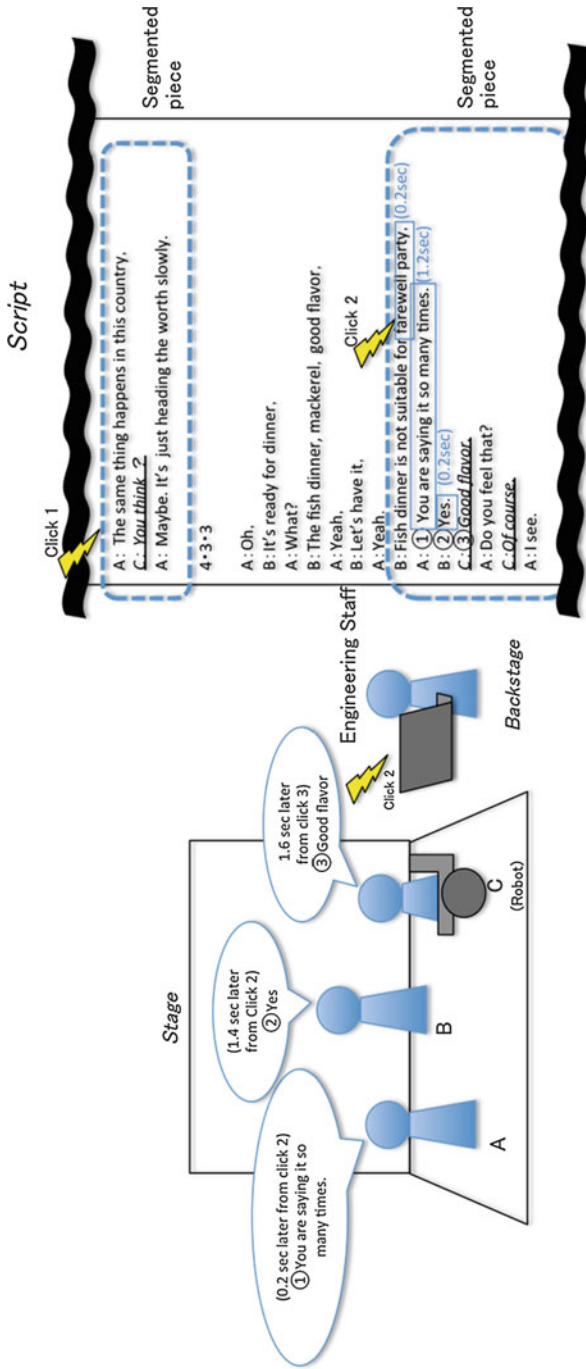 Stage
(0.2 sec later from click 2)
①You are saying it so
many times.
(1.4 sec later
from Click 2)
②Yes
1.6 sec later
from click 3)
③Good flavor
A
B
C
(Robot)
Click 2
Engineering Staff
Backstage
Script
Click 1
A : The same thing happens in this country,
C : You think ?
A : Maybe. It's just heading the worth slowly.
Segmented
piece
4・3・3
A : Oh,
B : It's ready for dinner,
A : What?
B : The fish dinner, mackerel, good flavor,
A : Yeah.
B : Let's have it,
A : Yeah.
Click 2
B : Fish dinner is not suitable for farewell party. (0.2sec)
A : ① You are saying it so many times. (1.2sec)
B : ② Yes. (0.2sec)
C : ③ Good flavor.
A : Do you feel that?
C : Of course.
A : I see.
Segmented
piece